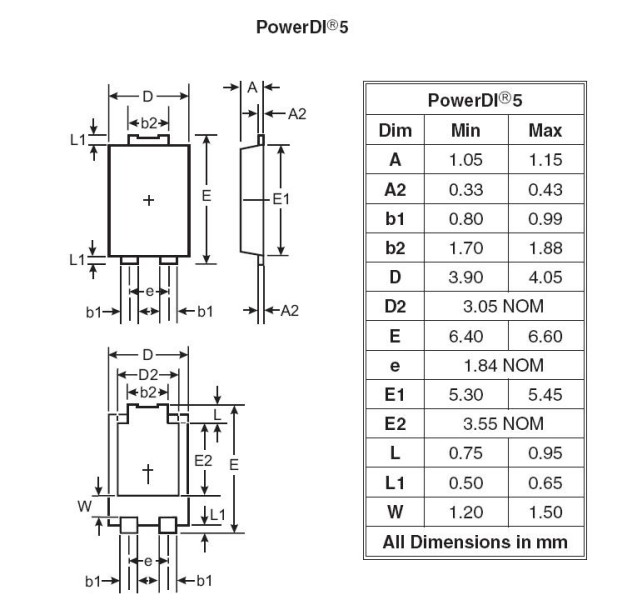 PowerDI®5
D
A
b2
A2
L1
E
E1
L1
e
b1
b1
A2
D
D2
b2
L
E2
E
W
L1
e
b1
b1
PowerDI®5
Dim Min Max
A 1.05 1.15
A2 0.33 0.43
b1 0.80 0.99
b2 1.70 1.88
D 3.90 4.05
D2 3.05 NOM
E 6.40 6.60
e 1.84 NOM
E1 5.30 5.45
E2 3.55 NOM
L 0.75 0.95
L1 0.50 0.65
W 1.20 1.50
All Dimensions in mm